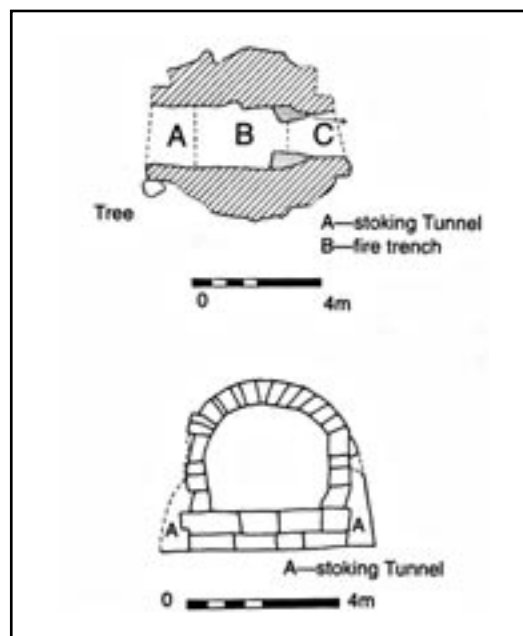 A B C
Tree
A—stoking Tunnel
B—fire trench
0 4m
A A
A—stoking Tunnel
0 4m